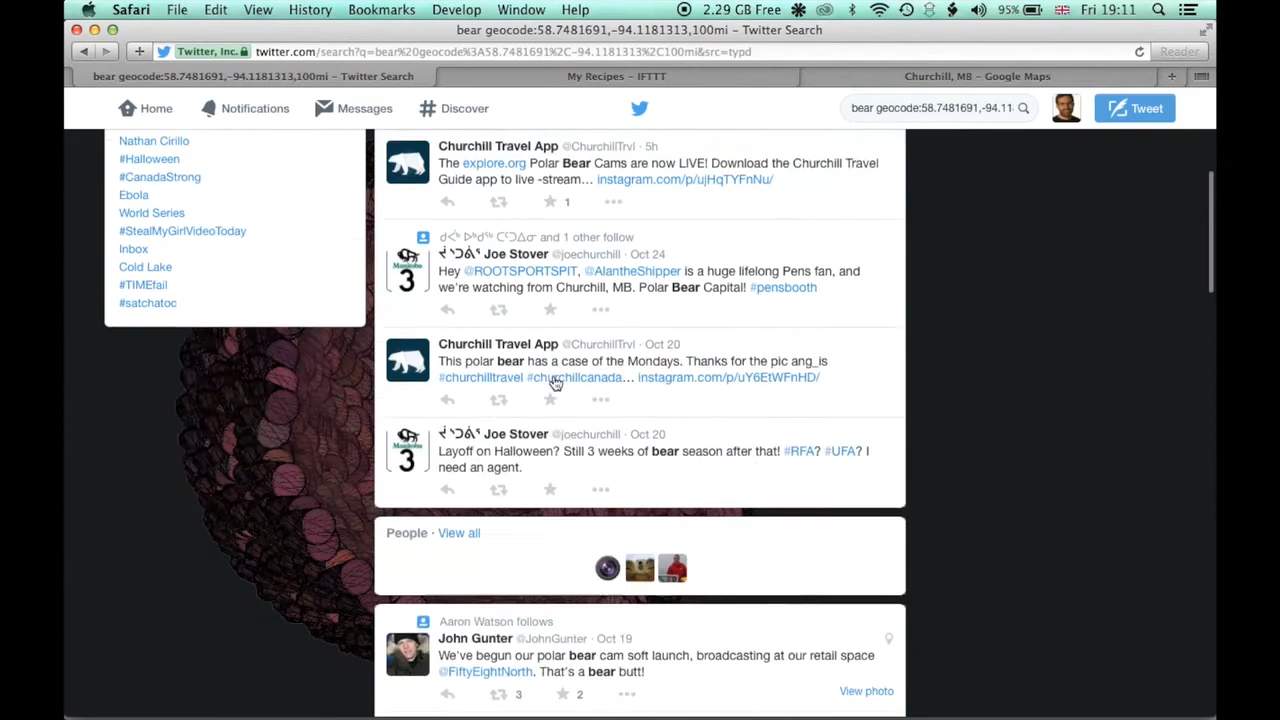 Safari File Edit View History Bookmarks Develop Window Help 2.29 GB Free 95% Fri 19:11
bear geocode:58.7481691,-94.1181313,100mi - Twitter Search
Twitter, Inc. twitter.com/search?q=bear%20geocode%3A58.7481691%2C-94.1181313%2C100mi&src=typd Reader
bear geocode:58.7481691,-94.1181313,100mi - Twitter Search My Recipes - IFTTT Churchill, MB - Google Maps
Home Notifications Messages # Discover bear geocode:58.7481691,-94.11 Tweet
Nathan Cirillo
#Halloween
#CanadaStrong
Ebola
World Series
#StealMyGirlVideoToday
Inbox
Cold Lake
#TIMEfail
#satchatoc
Churchill Travel App @ChurchillTrvl · 5h
The explore.org Polar Bear Cams are now LIVE! Download the Churchill Travel
Guide app to live -stream... instagram.com/p/ujHqTYFnNu/
1
and 1 other follow
Joe Stover @joechurchill · Oct 24
Manitoba
3
Hey @ROOTSPORTSPIT, @AlantheShipper is a huge lifelong Pens fan, and
we're watching from Churchill, MB. Polar Bear Capital! #pensbooth
Churchill Travel App @ChurchillTrvl · Oct 20
This polar bear has a case of the Mondays. Thanks for the pic ang_is
#churchilltravel #churchillcanada... instagram.com/p/uY6EtWFnHD/
Joe Stover @joechurchill · Oct 20
Manitoba
3
Layoff on Halloween? Still 3 weeks of bear season after that! #RFA? #UFA? I
need an agent.
People · View all
Aaron Watson follows
John Gunter @JohnGunter · Oct 19
We've begun our polar bear cam soft launch, broadcasting at our retail space
@FiftyEightNorth. That's a bear butt!
3 2 View photo